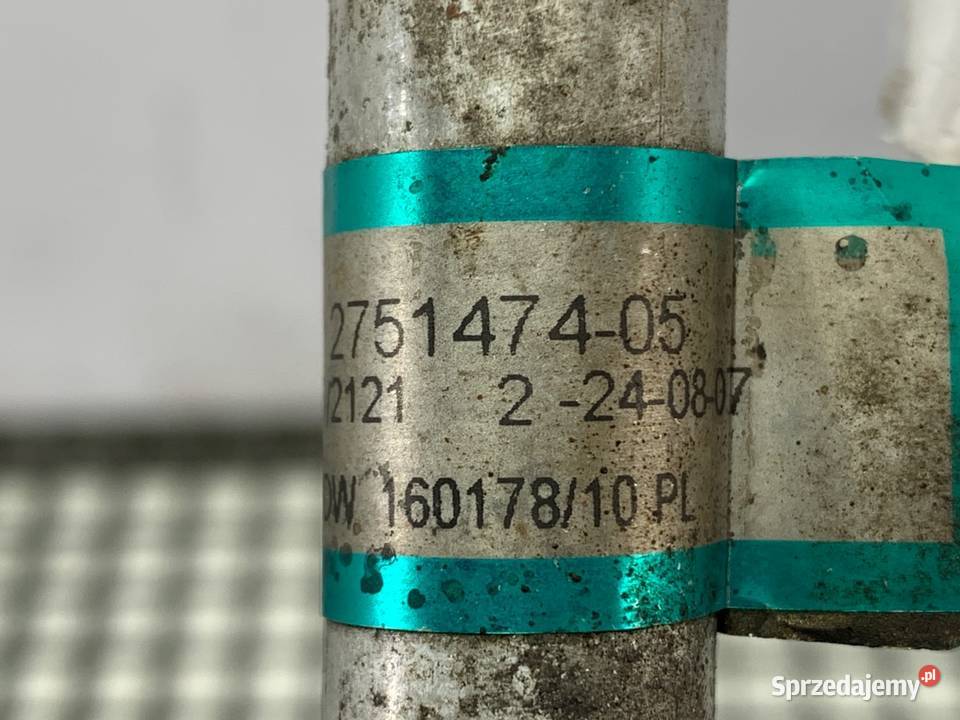 2751474-05
2121 2 -24-08-07
W 160178/10 PL
Sprzedajemy.pl